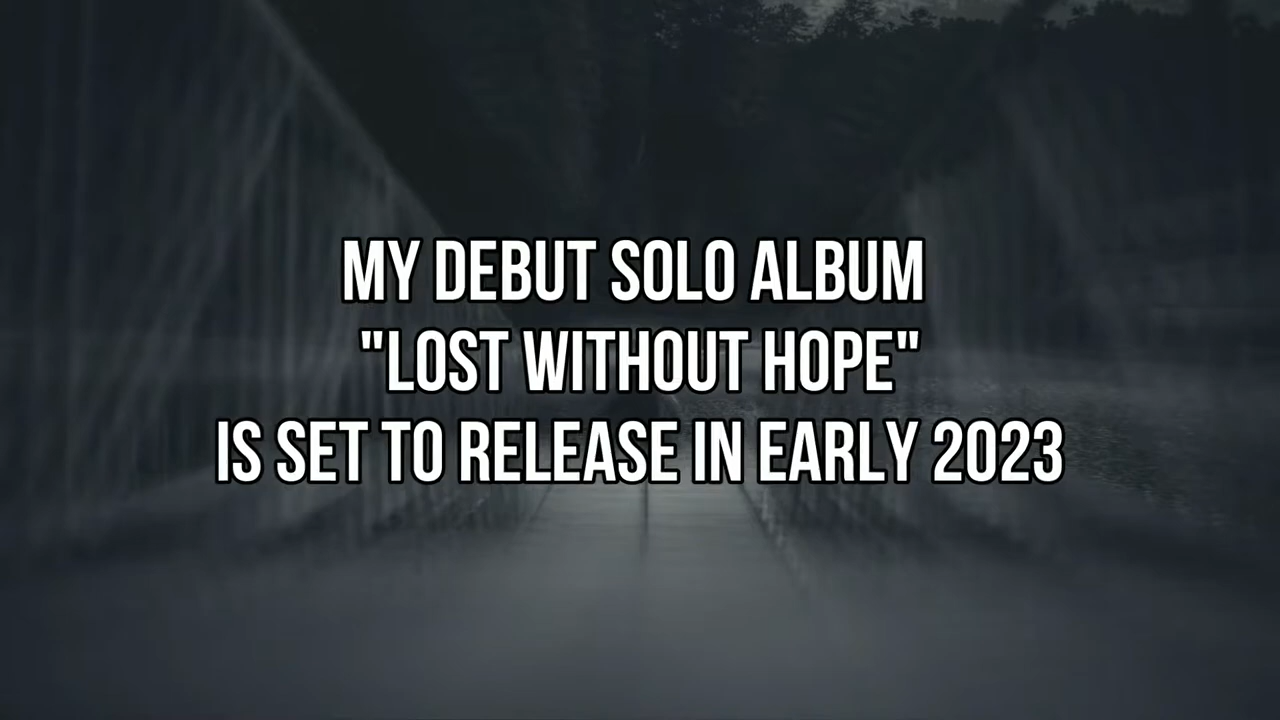 MY DEBUT SOLO ALBUM
"LOST WITHOUT HOPE"
IS SET TO RELEASE IN EARLY 2023